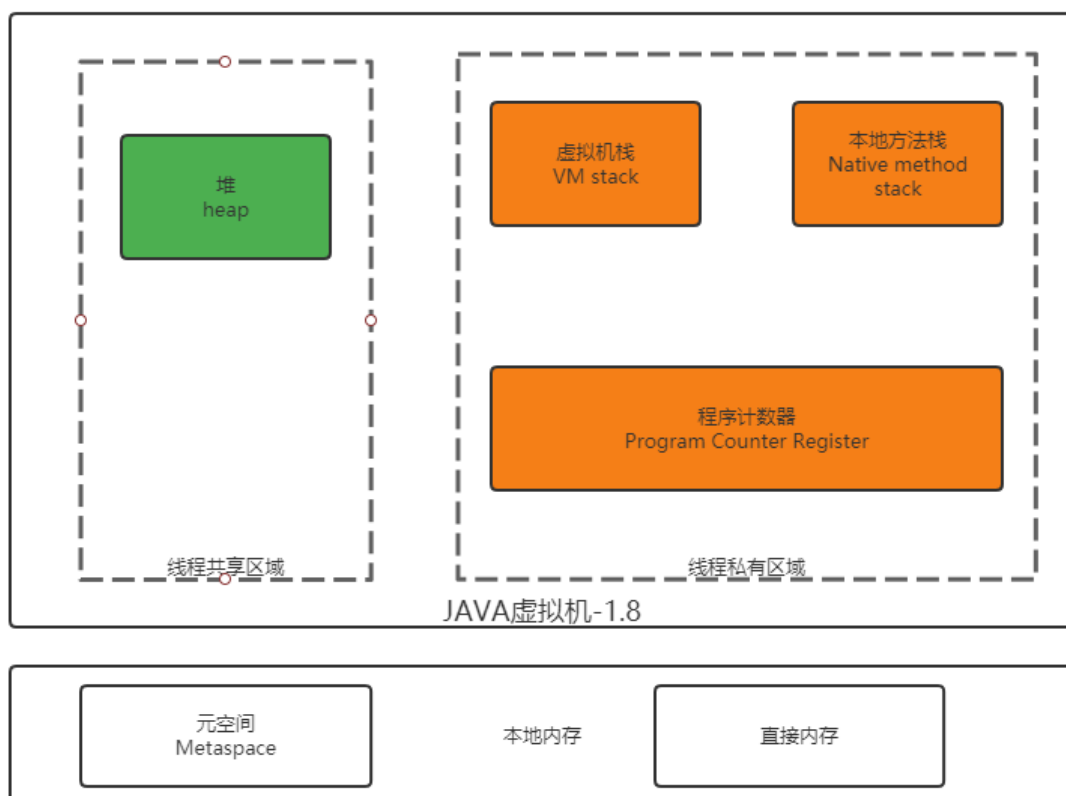 堆
heap
虚拟机栈
VM stack
本地方法栈
Native method
stack
程序计数器
Program Counter Register
线程共享区域
线程私有区域
JAVA虚拟机-1.8
元空间
Metaspace
本地内存
直接内存